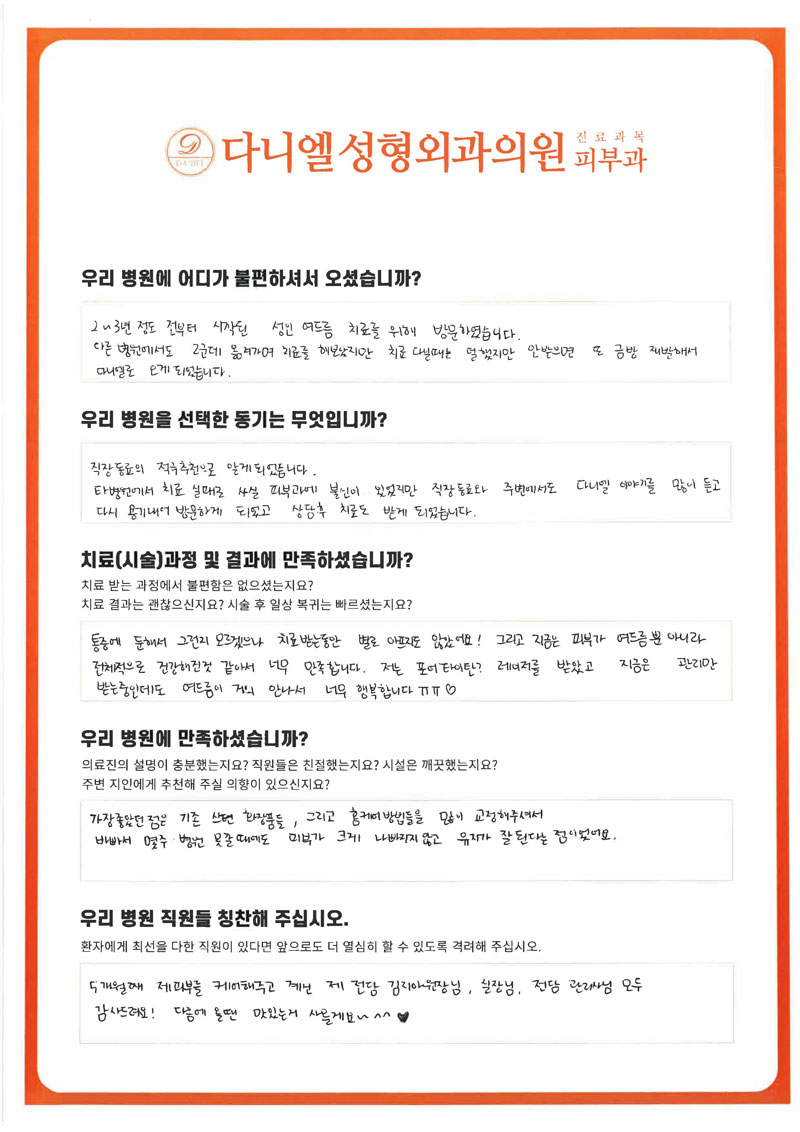 D
DANIEL
다니엘성형외과의원 진료과목 피부과
우리 병원에 어디가 불편하셔서 오셨습니까?
2~3년 정도 전부터 시작된 성인 여드름 치료를 위해 방문하였습니다.
다른 병원에서도 2군데 옮겨가며 치료를 해보았지만 치료 다닐때는 덜했지만 안받으면 또 금방 재발해서
다니엘로 오게 되었습니다.
우리 병원을 선택한 동기는 무엇입니까?
직장동료의 적극추천으로 알게되었습니다.
타병원에서 치료 실패로 사실 피부과에 불신이 있었지만 직장동료와 주변에서도 다니엘 이야기를 많이 듣고
다시 용기내어 방문하게 되었고 상담후 치료도 받게 되었습니다.
치료(시술)과정 및 결과에 만족하셨습니까?
치료 받는 과정에서 불편함은 없으셨는지요?
치료 결과는 괜찮으신지요? 시술 후 일상 복귀는 빠르셨는지요?
통증에 둔해서 그런지 모르겠으나 치료받는동안 별로 아프지도 않았어요! 그리고 지금은 피부가 여드름뿐 아니라
전체적으로 건강해진것 같아서 너무 만족합니다. 저는 포어타이탄? 레이저를 받았고 지금은 관리만
받는중인데도 여드름이 거의 안나서 너무 행복합니다 ㅠㅠ ♡
우리 병원에 만족하셨습니까?
의료진의 설명이 충분했는지요? 직원들은 친절했는지요? 시설은 깨끗했는지요?
주변 지인에게 추천해 주실 의향이 있으신지요?
가장좋았던 점은 기존 쓰던 화장품들, 그리고 홈케어방법들을 많이 교정해주셔서
바빠서 몇주 병원 못올때에도 피부가 크게 나빠지지않고 유지가 잘 된다는 점이었어요.
우리 병원 직원들 칭찬해 주십시오.
환자에게 최선을 다한 직원이 있다면 앞으로도 더 열심히 할 수 있도록 격려해 주십시오.
5개월째 제피부를 케어해주고 계신 제 전담 김지아원장님, 실장님, 전담 관리사님 모두
감사드려요! 다음에 올땐 맛있는거 사올게요~ ^^ ♥